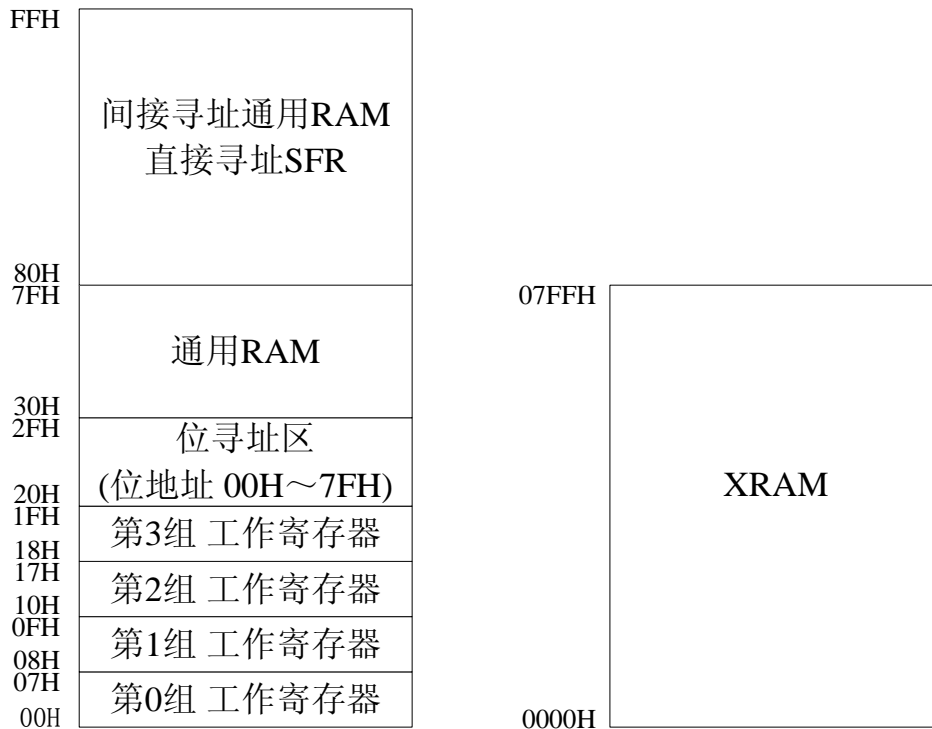 FFH
间接寻址通用RAM
直接寻址SFR
80H
7FH
通用RAM
30H
2FH
位寻址区
(位地址 00H～7FH)
20H
1FH
第3组 工作寄存器
18H
17H
第2组 工作寄存器
10H
0FH
第1组 工作寄存器
08H
07H
第0组 工作寄存器
00H
07FFH
XRAM
0000H